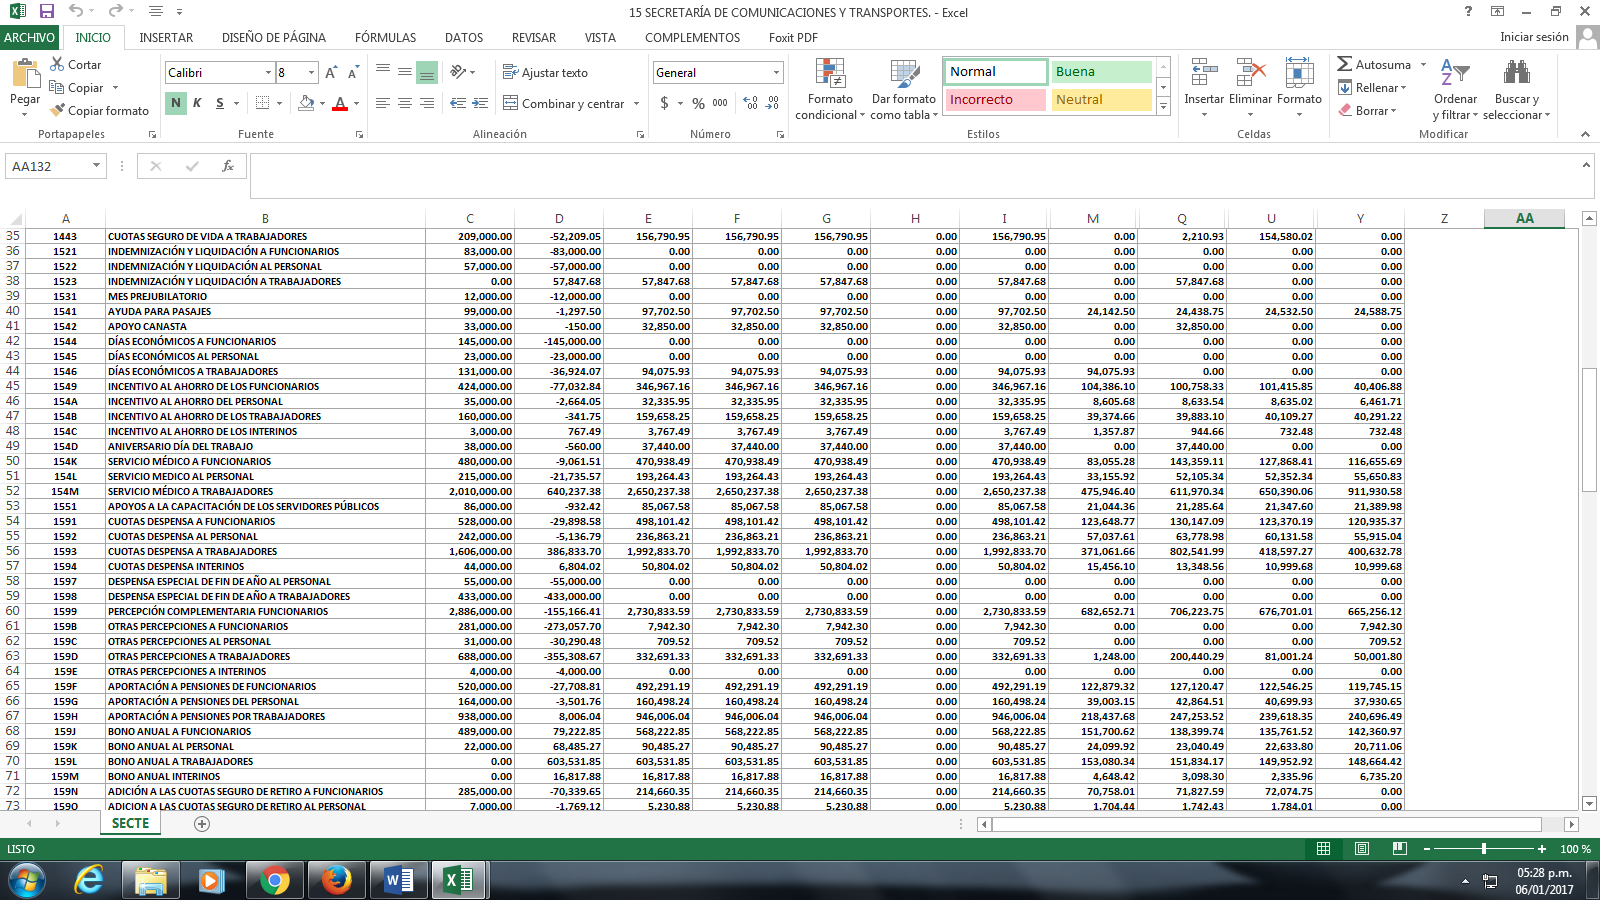 15 SECRETARÍA DE COMUNICACIONES Y TRANSPORTES. - Excel
ARCHIVO INICIO INSERTAR DISEÑO DE PÁGINA FÓRMULAS DATOS REVISAR VISTA COMPLEMENTOS Foxit PDF Iniciar sesión
Pegar Cortar Copiar Copiar formato Portapapeles
Calibri 8 N K S A A A Fuente
Ajustar texto Combinar y centrar Alineación
General $ % 000 Número
Formato condicional Dar formato como tabla Normal Buena Incorrecto Neutral Estilos
Insertar Eliminar Formato Celdas
Autosuma Rellenar Borrar Ordenar y filtrar Buscar y seleccionar Modificar
AA132 fx
A B C D E F G H I M Q U Y Z AA
35 1443 CUOTAS SEGURO DE VIDA A TRABAJADORES 209,000.00 -52,209.05 156,790.95 156,790.95 156,790.95 0.00 156,790.95 0.00 2,210.93 154,580.02 0.00
36 1521 INDEMNIZACIÓN Y LIQUIDACIÓN A FUNCIONARIOS 83,000.00 -83,000.00 0.00 0.00 0.00 0.00 0.00 0.00 0.00 0.00 0.00
37 1522 INDEMNIZACIÓN Y LIQUIDACIÓN AL PERSONAL 57,000.00 -57,000.00 0.00 0.00 0.00 0.00 0.00 0.00 0.00 0.00 0.00
38 1523 INDEMNIZACIÓN Y LIQUIDACIÓN A TRABAJADORES 0.00 57,847.68 57,847.68 57,847.68 57,847.68 0.00 57,847.68 0.00 57,847.68 0.00 0.00
39 1531 MES PREJUBILATORIO 12,000.00 -12,000.00 0.00 0.00 0.00 0.00 0.00 0.00 0.00 0.00 0.00
40 1541 AYUDA PARA PASAJES 99,000.00 -1,297.50 97,702.50 97,702.50 97,702.50 0.00 97,702.50 24,142.50 24,438.75 24,532.50 24,588.75
41 1542 APOYO CANASTA 33,000.00 -150.00 32,850.00 32,850.00 32,850.00 0.00 32,850.00 0.00 32,850.00 0.00 0.00
42 1544 DÍAS ECONÓMICOS A FUNCIONARIOS 145,000.00 -145,000.00 0.00 0.00 0.00 0.00 0.00 0.00 0.00 0.00 0.00
43 1545 DÍAS ECONÓMICOS AL PERSONAL 23,000.00 -23,000.00 0.00 0.00 0.00 0.00 0.00 0.00 0.00 0.00 0.00
44 1546 DÍAS ECONÓMICOS A TRABAJADORES 131,000.00 -36,924.07 94,075.93 94,075.93 94,075.93 0.00 94,075.93 94,075.93 0.00 0.00 0.00
45 1549 INCENTIVO AL AHORRO DE LOS FUNCIONARIOS 424,000.00 -77,032.84 346,967.16 346,967.16 346,967.16 0.00 346,967.16 104,386.10 100,758.33 101,415.85 40,406.88
46 154A INCENTIVO AL AHORRO DEL PERSONAL 35,000.00 -2,664.05 32,335.95 32,335.95 32,335.95 0.00 32,335.95 8,605.68 8,633.54 8,635.02 6,461.71
47 154B INCENTIVO AL AHORRO DE LOS TRABAJADORES 160,000.00 -341.75 159,658.25 159,658.25 159,658.25 0.00 159,658.25 39,374.66 39,883.10 40,109.27 40,291.22
48 154C INCENTIVO AL AHORRO DE LOS INTERINOS 3,000.00 767.49 3,767.49 3,767.49 3,767.49 0.00 3,767.49 1,357.87 944.66 732.48 732.48
49 154D ANIVERSARIO DÍA DEL TRABAJO 38,000.00 -560.00 37,440.00 37,440.00 37,440.00 0.00 37,440.00 0.00 37,440.00 0.00 0.00
50 154K SERVICIO MÉDICO A FUNCIONARIOS 480,000.00 -9,061.51 470,938.49 470,938.49 470,938.49 0.00 470,938.49 83,055.28 143,359.11 127,868.41 116,655.69
51 154L SERVICIO MEDICO AL PERSONAL 215,000.00 -21,735.57 193,264.43 193,264.43 193,264.43 0.00 193,264.43 33,155.92 52,105.34 52,352.34 55,650.83
52 154M SERVICIO MÉDICO A TRABAJADORES 2,010,000.00 640,237.38 2,650,237.38 2,650,237.38 2,650,237.38 0.00 2,650,237.38 475,946.40 611,970.34 650,390.06 911,930.58
53 1551 APOYOS A LA CAPACITACIÓN DE LOS SERVIDORES PÚBLICOS 86,000.00 -932.42 85,067.58 85,067.58 85,067.58 0.00 85,067.58 21,044.36 21,285.64 21,347.60 21,389.98
54 1591 CUOTAS DESPENSA A FUNCIONARIOS 528,000.00 -29,898.58 498,101.42 498,101.42 498,101.42 0.00 498,101.42 123,648.77 130,147.09 123,370.19 120,935.37
55 1592 CUOTAS DESPENSA AL PERSONAL 242,000.00 -5,136.79 236,863.21 236,863.21 236,863.21 0.00 236,863.21 57,037.61 63,778.98 60,131.58 55,915.04
56 1593 CUOTAS DESPENSA A TRABAJADORES 1,606,000.00 386,833.70 1,992,833.70 1,992,833.70 1,992,833.70 0.00 1,992,833.70 371,061.66 802,541.99 418,597.27 400,632.78
57 1594 CUOTAS DESPENSA INTERINOS 44,000.00 6,804.02 50,804.02 50,804.02 50,804.02 0.00 50,804.02 15,456.10 13,348.56 10,999.68 10,999.68
58 1597 DESPENSA ESPECIAL DE FIN DE AÑO AL PERSONAL 55,000.00 -55,000.00 0.00 0.00 0.00 0.00 0.00 0.00 0.00 0.00 0.00
59 1598 DESPENSA ESPECIAL DE FIN DE AÑO A TRABAJADORES 433,000.00 -433,000.00 0.00 0.00 0.00 0.00 0.00 0.00 0.00 0.00 0.00
60 1599 PERCEPCIÓN COMPLEMENTARIA FUNCIONARIOS 2,886,000.00 -155,166.41 2,730,833.59 2,730,833.59 2,730,833.59 0.00 2,730,833.59 682,652.71 706,223.75 676,701.01 665,256.12
61 159B OTRAS PERCEPCIONES A FUNCIONARIOS 281,000.00 -273,057.70 7,942.30 7,942.30 7,942.30 0.00 7,942.30 0.00 0.00 0.00 7,942.30
62 159C OTRAS PERCEPCIONES AL PERSONAL 31,000.00 -30,290.48 709.52 709.52 709.52 0.00 709.52 0.00 0.00 0.00 709.52
63 159D OTRAS PERCEPCIONES A TRABAJADORES 688,000.00 -355,308.67 332,691.33 332,691.33 332,691.33 0.00 332,691.33 1,248.00 200,440.29 81,001.24 50,001.80
64 159E OTRAS PERCEPCIONES A INTERINOS 4,000.00 -4,000.00 0.00 0.00 0.00 0.00 0.00 0.00 0.00 0.00 0.00
65 159F APORTACIÓN A PENSIONES DE FUNCIONARIOS 520,000.00 -27,708.81 492,291.19 492,291.19 492,291.19 0.00 492,291.19 122,879.32 127,120.47 122,546.25 119,745.15
66 159G APORTACIÓN A PENSIONES DEL PERSONAL 164,000.00 -3,501.76 160,498.24 160,498.24 160,498.24 0.00 160,498.24 39,003.15 42,864.51 40,699.93 37,930.65
67 159H APORTACIÓN A PENSIONES POR TRABAJADORES 938,000.00 8,006.04 946,006.04 946,006.04 946,006.04 0.00 946,006.04 218,437.68 247,253.52 239,618.35 240,696.49
68 159J BONO ANUAL A FUNCIONARIOS 489,000.00 79,222.85 568,222.85 568,222.85 568,222.85 0.00 568,222.85 151,700.62 138,399.74 135,761.52 142,360.97
69 159K BONO ANUAL AL PERSONAL 22,000.00 68,485.27 90,485.27 90,485.27 90,485.27 0.00 90,485.27 24,099.92 23,040.49 22,633.80 20,711.06
70 159L BONO ANUAL A TRABAJADORES 0.00 603,531.85 603,531.85 603,531.85 603,531.85 0.00 603,531.85 153,080.34 151,834.17 149,952.92 148,664.42
71 159M BONO ANUAL INTERINOS 0.00 16,817.88 16,817.88 16,817.88 16,817.88 0.00 16,817.88 4,648.42 3,098.30 2,335.96 6,735.20
72 159N ADICIÓN A LAS CUOTAS SEGURO DE RETIRO A FUNCIONARIOS 285,000.00 -70,339.65 214,660.35 214,660.35 214,660.35 0.00 214,660.35 70,758.01 71,827.59 72,074.75 0.00
73 159O ADICION A LAS CUOTAS SEGURO DE RETIRO AL PERSONAL 7,000.00 -1,769.12 5,230.88 5,230.88 5,230.88 0.00 5,230.88 1,704.44 1,742.43 1,784.01 0.00
SECTE
LISTO 100 %
05:28 p.m.
06/01/2017